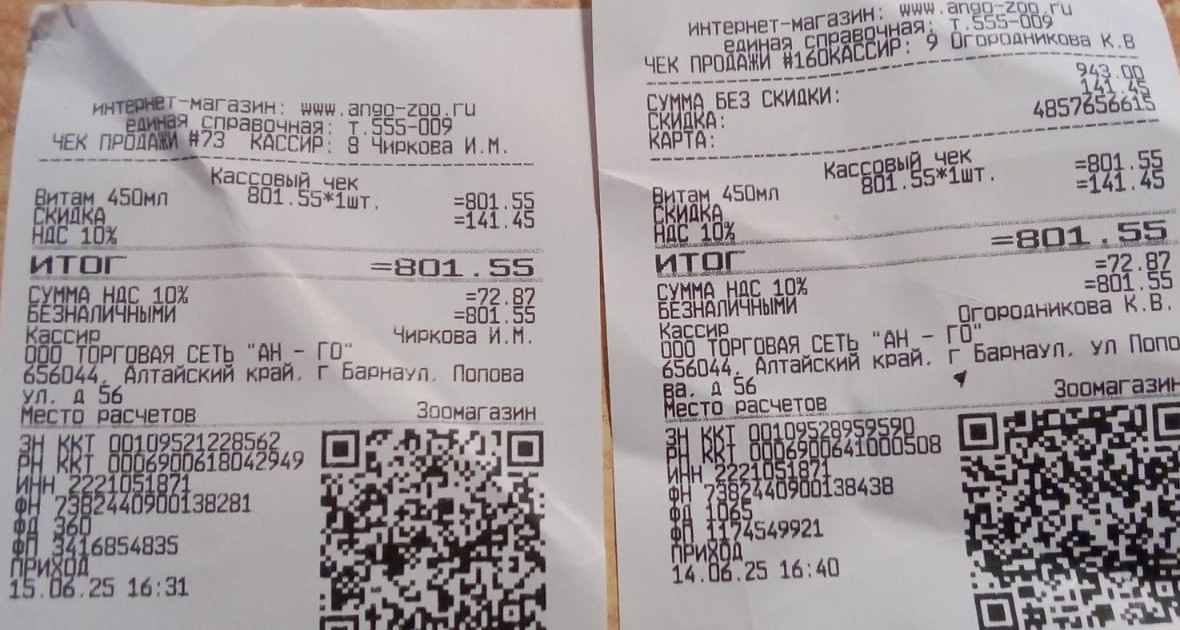 интернет-магазин: www.ango-zoo.ru
единая справочная: т.555-009
ЧЕК ПРОДАЖИ #73 КАССИР: 8 Чиркова И.М.
Кассовый чек
Витам 450мл 801.55*1шт. =801.55
СКИДКА =141.45
НДС 10%
ИТОГ =801.55
СУММА НДС 10% =72.87
БЕЗНАЛИЧНЫМИ =801.55
Кассир Чиркова И.М.
ООО ТОРГОВАЯ СЕТЬ "АН - ГО"
656044, Алтайский край, г Барнаул, Попова
ул. д 56
Место расчетов Зоомагазин
ЗН ККТ 00109521228562
РН ККТ 0006900618042949
ИНН 2221051871
ФН 7382440900138281
ФД 360
ФП 3416854835
ПРИХОД
15.06.25 16:31
интернет-магазин: www.ango-zoo.ru
единая справочная: т.555-009
ЧЕК ПРОДАЖИ #160КАССИР: 9 Огородникова К.В
СУММА БЕЗ СКИДКИ: 943.00
СКИДКА: 141.45
КАРТА: 4857656615
Кассовый чек
Витам 450мл 801.55*1шт. =801.55
СКИДКА =141.45
НДС 10%
ИТОГ =801.55
СУММА НДС 10% =72.87
БЕЗНАЛИЧНЫМИ =801.55
Кассир Огородникова К.В.
ООО ТОРГОВАЯ СЕТЬ "АН - ГО"
656044, Алтайский край, г Барнаул, ул Попо
ва, д 56
Место расчетов Зоомагазин
ЗН ККТ 00109528959590
РН ККТ 0006900641000508
ИНН 2221051871
ФН 7382440900138438
ФД 1065
ФП 1174549921
ПРИХОД
14.06.25 16:40